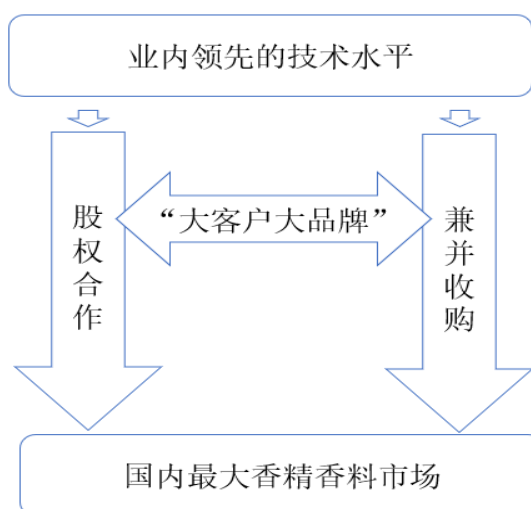 业内领先的技术水平
股权合作
“大客户大品牌”
兼并收购
国内最大香精香料市场